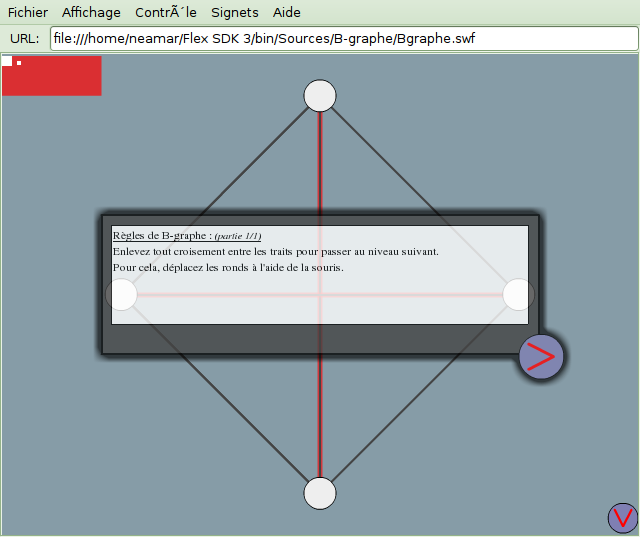 Fichier Affichage ContrÃ´le Signets Aide
URL: file:///home/neamar/Flex SDK 3/bin/Sources/B-graphe/Bgraphe.swf
Règles de B-graphe : (partie 1/1)
Enlevez tout croisement entre les traits pour passer au niveau suivant.
Pour cela, déplacez les ronds à l'aide de la souris.